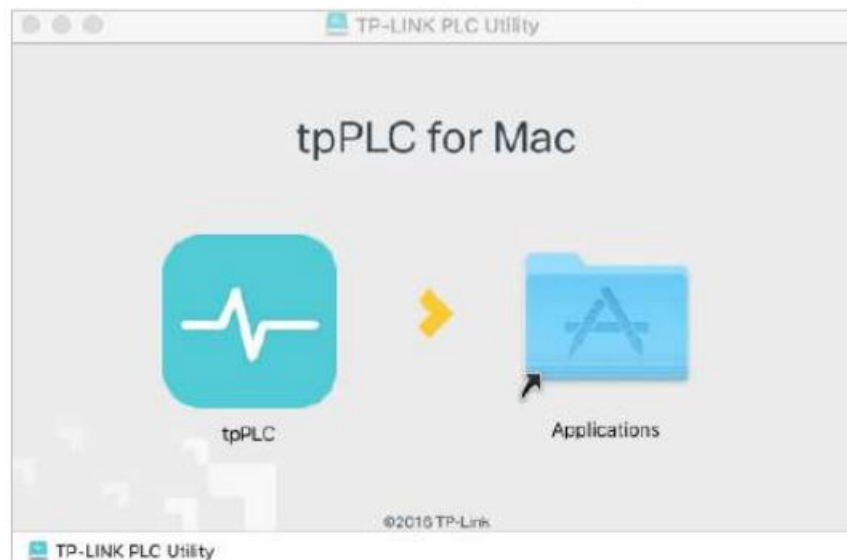 TP-LINK PLC Utility
tpPLC for Mac
tpPLC
Applications
©2016 TP-Link
TP-LINK PLC Utility